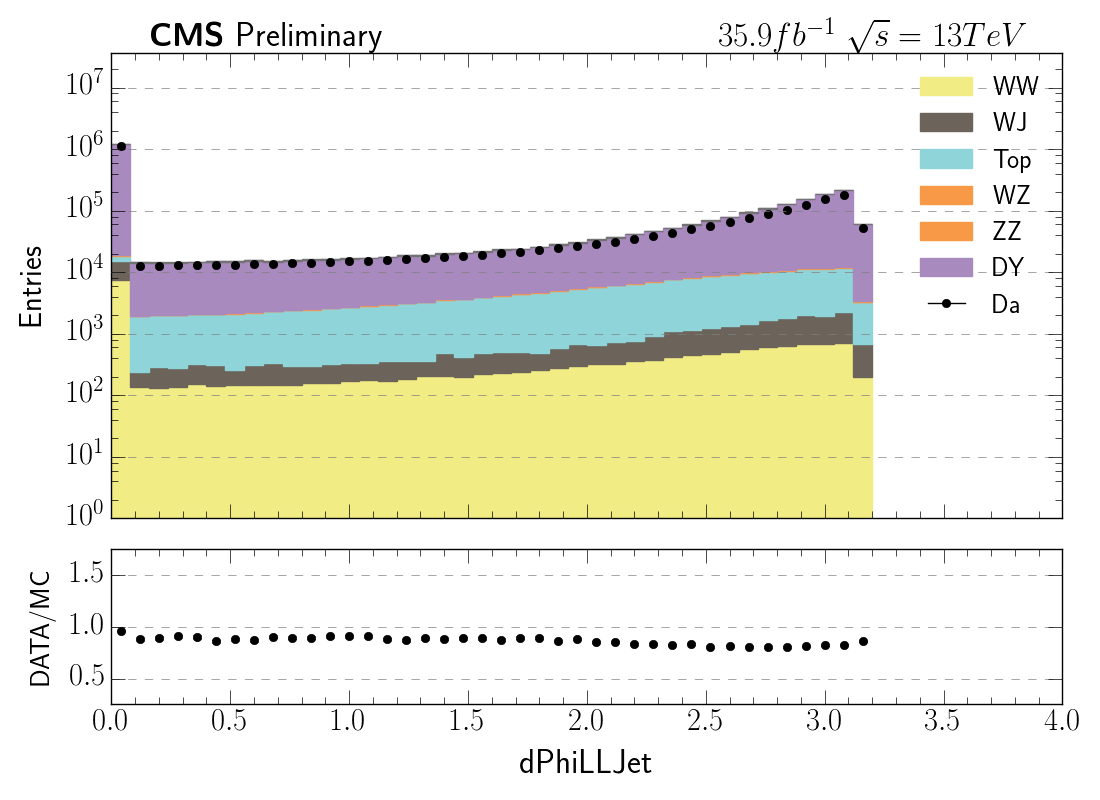 CMS Preliminary 35.9fb⁻¹ √s = 13TeV
Entries
10⁷
10⁶
10⁵
10⁴
10³
10²
10¹
10⁰
WW
WJ
Top
WZ
ZZ
DY
Da
DATA/MC
1.5
1.0
0.5
0.0 0.5 1.0 1.5 2.0 2.5 3.0 3.5 4.0
dPhiLLJet